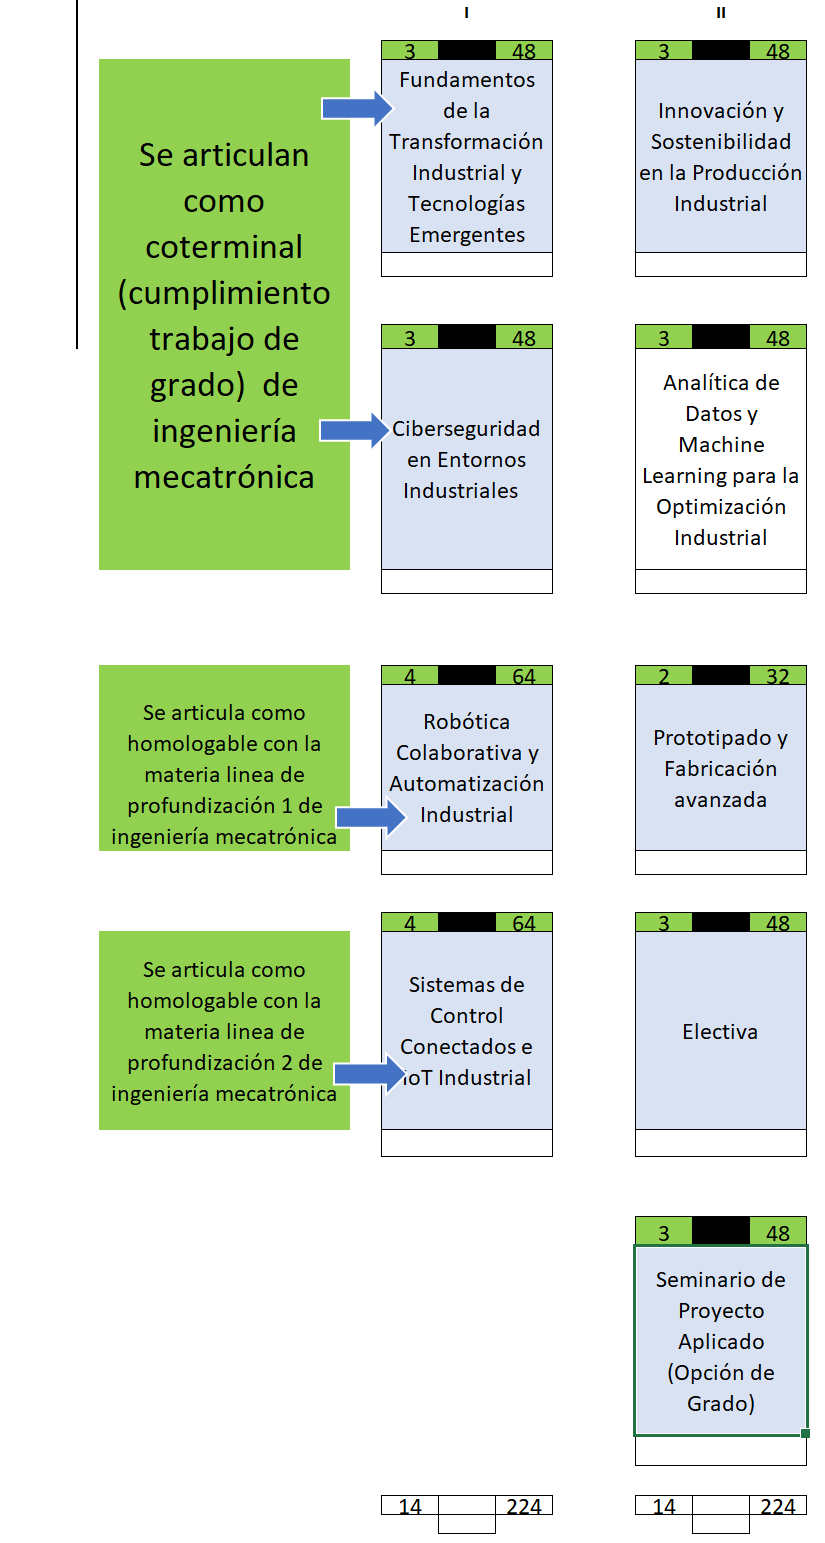 I
II
3 48
3 48
Se articulan
como
coterminal
(cumplimiento
trabajo de
grado) de
ingeniería
mecatrónica
Fundamentos
de la
Transformación
Industrial y
Tecnologías
Emergentes
Innovación y
Sostenibilidad
en la Producción
Industrial
3 48
3 48
Ciberseguridad
en Entornos
Industriales
Analítica de
Datos y
Machine
Learning para la
Optimización
Industrial
4 64
2 32
Se articula como
homologable con la
materia linea de
profundización 1 de
ingeniería mecatrónica
Robótica
Colaborativa y
Automatización
Industrial
Prototipado y
Fabricación
avanzada
4 64
3 48
Se articula como
homologable con la
materia linea de
profundización 2 de
ingeniería mecatrónica
Sistemas de
Control
Conectados e
IoT Industrial
Electiva
3 48
Seminario de
Proyecto
Aplicado
(Opción de
Grado)
14 224
14 224